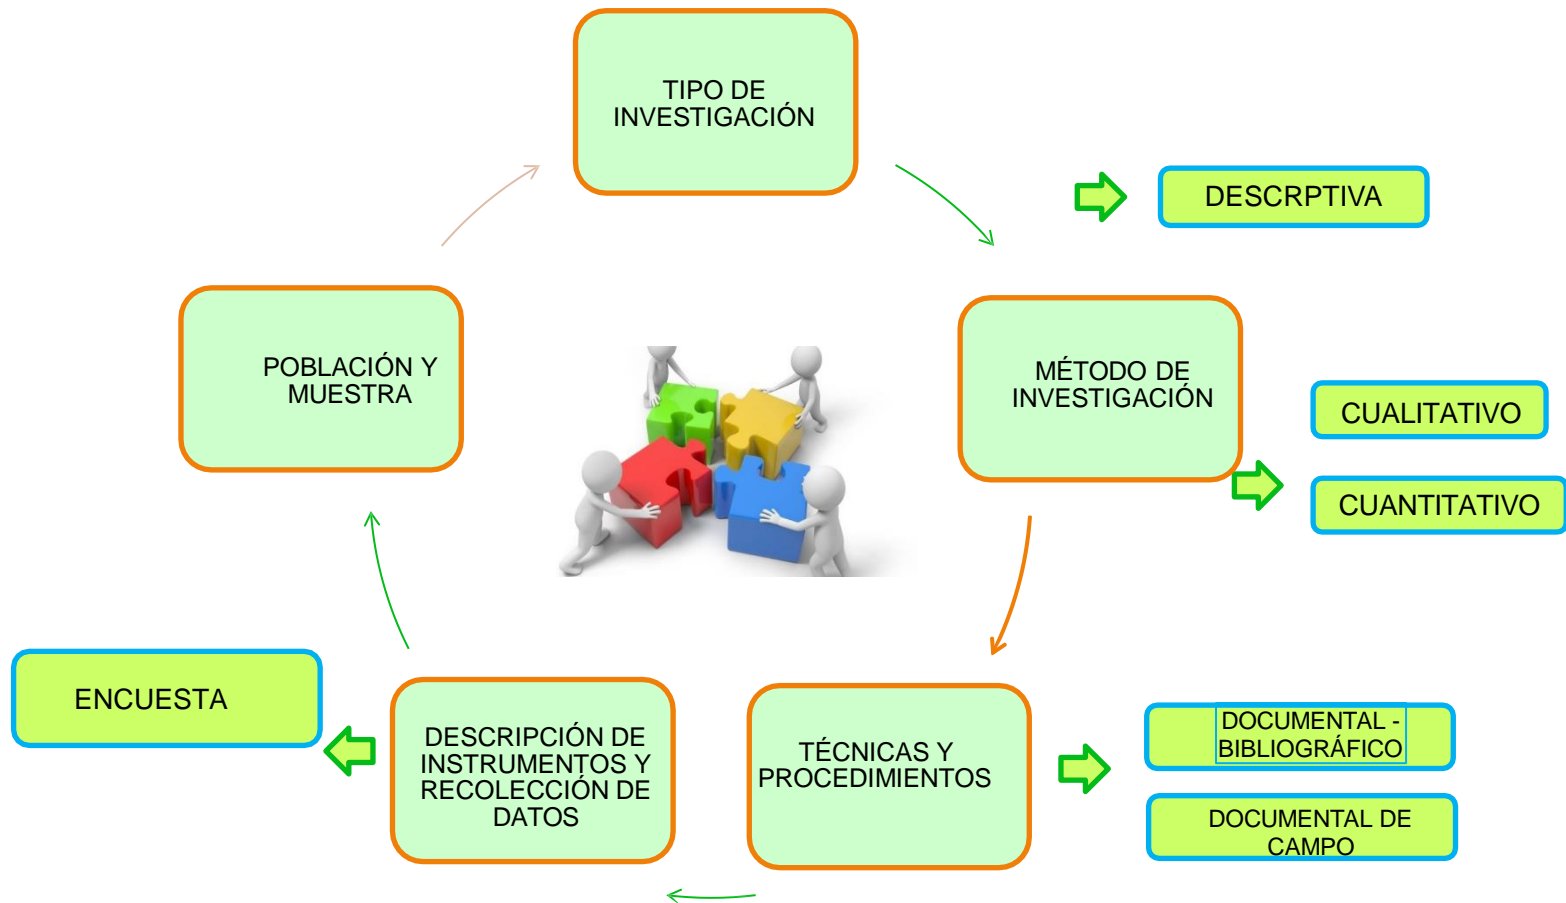 TIPO DE
INVESTIGACIÓN
DESCRPTIVA
MÉTODO DE
INVESTIGACIÓN
CUALITATIVO
CUANTITATIVO
TÉCNICAS Y
PROCEDIMIENTOS
DOCUMENTAL -
BIBLIOGRÁFICO
DOCUMENTAL DE
CAMPO
DESCRIPCIÓN DE
INSTRUMENTOS Y
RECOLECCIÓN DE
DATOS
ENCUESTA
POBLACIÓN Y
MUESTRA